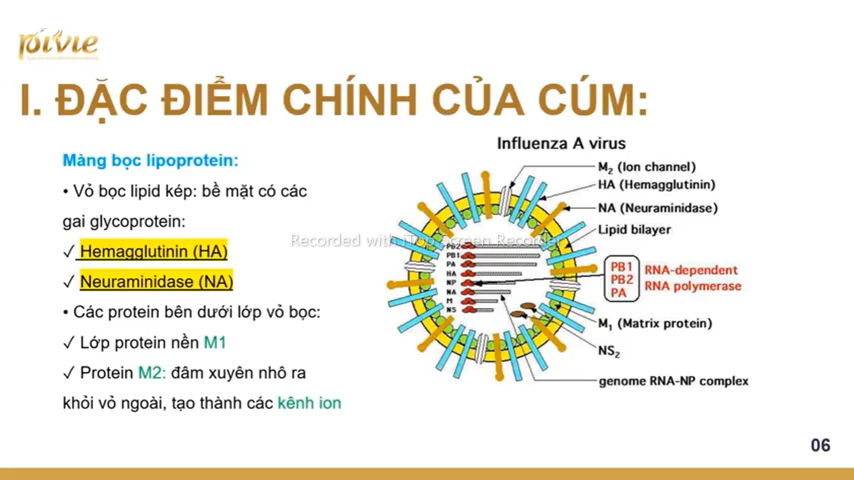 pivie
I. ĐẶC ĐIỂM CHÍNH CỦA CÚM:
Màng bọc lipoprotein:
• Vỏ bọc lipid kép: bề mặt có các
gai glycoprotein:
✓ Hemagglutinin (HA)
✓ Neuraminidase (NA)
• Các protein bên dưới lớp vỏ bọc:
✓ Lớp protein nền M1
✓ Protein M2: đâm xuyên nhô ra
khỏi vỏ ngoài, tạo thành các kênh ion
Influenza A virus
M2 (Ion channel)
HA (Hemagglutinin)
NA (Neuraminidase)
Lipid bilayer
PB1
PB2
PA
RNA-dependent
RNA polymerase
M1 (Matrix protein)
NS2
genome RNA-NP complex
PB2
PB1
PA
HA
NP
NA
M
NS
Recorded with iTop Screen Recorder
06